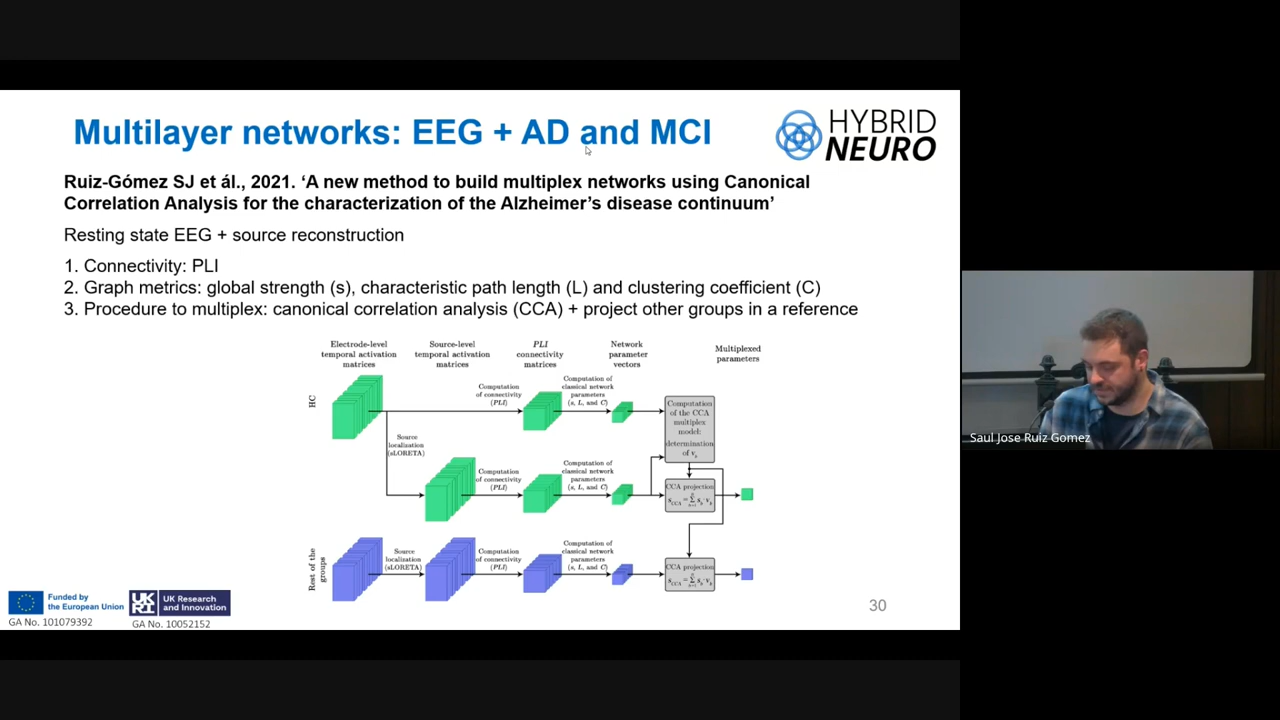 Multilayer networks: EEG + AD and MCI
HYBRID
NEURO
Ruiz-Gómez SJ et ál., 2021. ‘A new method to build multiplex networks using Canonical
Correlation Analysis for the characterization of the Alzheimer’s disease continuum’
Resting state EEG + source reconstruction
1. Connectivity: PLI
2. Graph metrics: global strength (s), characteristic path length (L) and clustering coefficient (C)
3. Procedure to multiplex: canonical correlation analysis (CCA) + project other groups in a reference
Electrode-level
temporal activation
matrices
Source-level
temporal activation
matrices
PLI
connectivity
matrices
Network
parameter
vectors
Multiplexed
parameters
HC
Computation
of connectivity
(PLI)
Computation of
classical network
parameters
(s, L, and C)
Computation
of the CCA
multiplex
model:
determination
of
Source
localization
(sLORETA)
Computation
of connectivity
(PLI)
Computation of
classical network
parameters
(s, L, and C)
CCA projection
Rest of the
groups
Source
localization
(sLORETA)
Computation
of connectivity
(PLI)
Computation of
classical network
parameters
(s, L, and C)
CCA projection
Funded by
the European Union
GA No. 101079392
UKRI
UK Research
and Innovation
GA No. 10052152
30
Saul Jose Ruiz Gomez